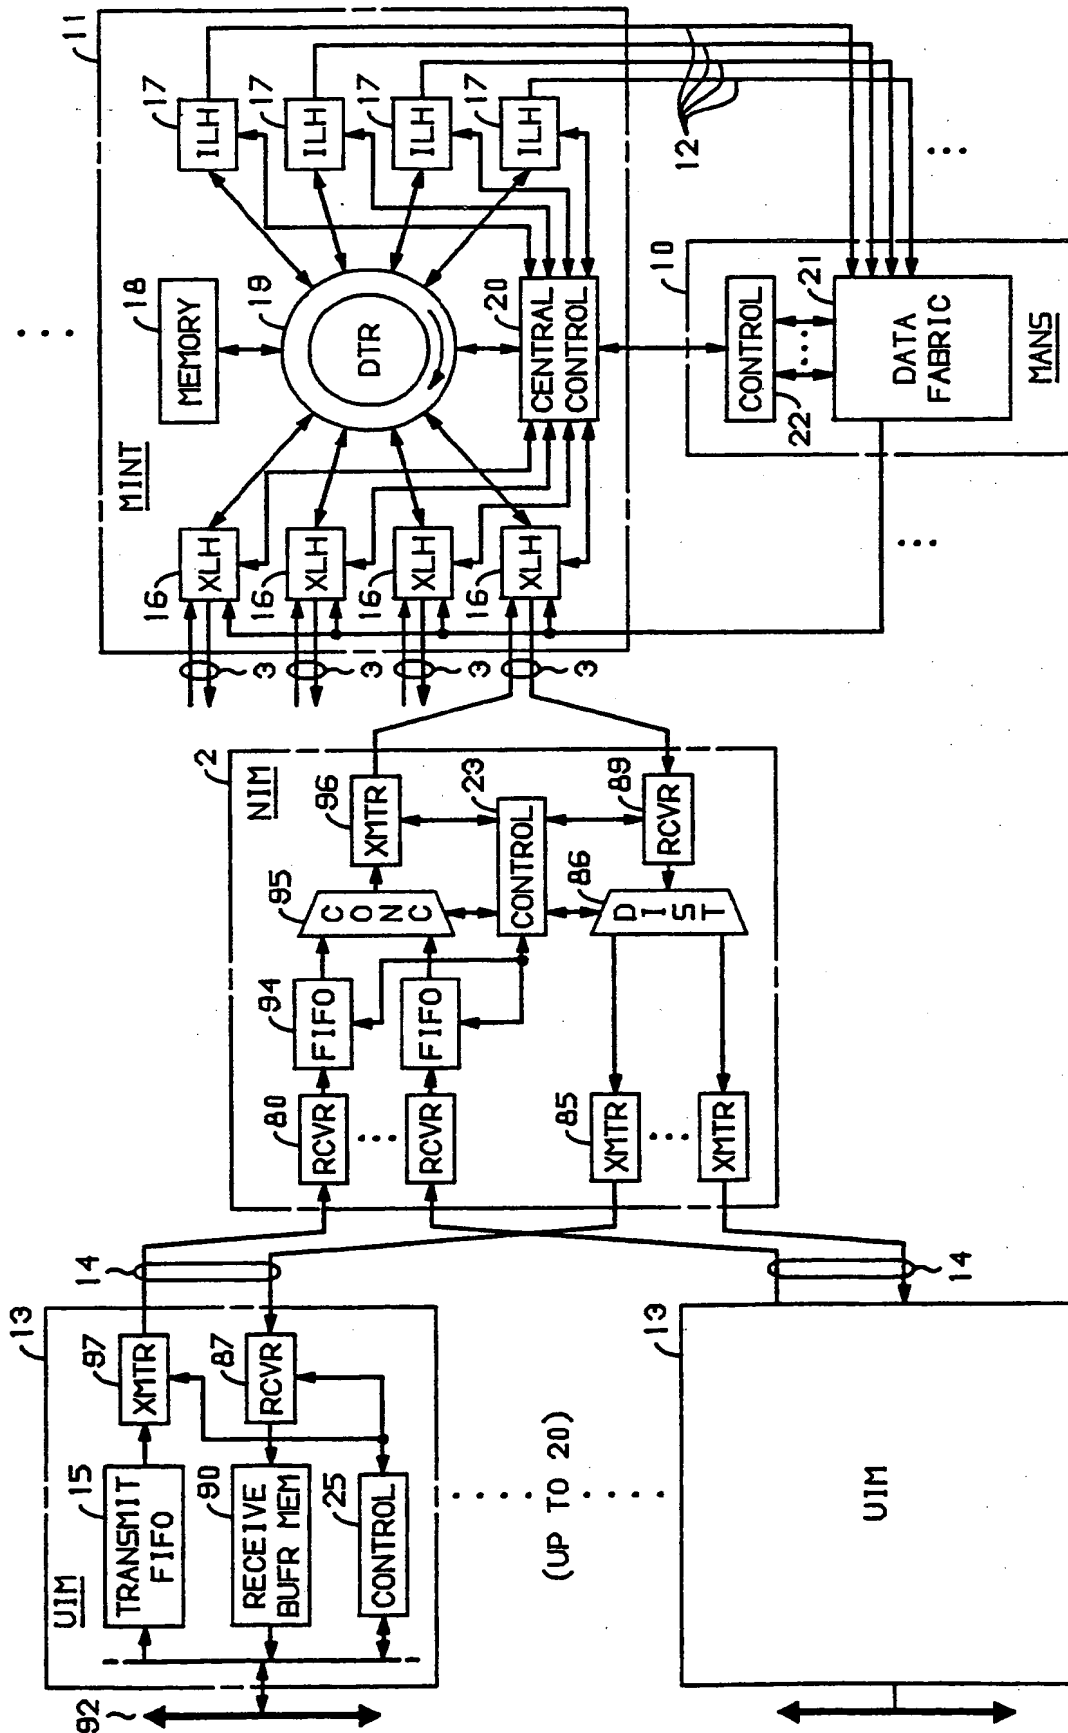 92
13
UIM
15
TRANSMIT
FIFO
97
XMTR
14
90
RECEIVE
BUFR MEM
87
RCVR
25
CONTROL
(UP TO 20)
13
UIM
14
2
NIM
80
RCVR
94
FIFO
95
CONC
96
XMTR
RCVR
FIFO
23
CONTROL
85
XMTR
XMTR
86
DIST
89
RCVR
3
3
3
3
11
MINT
16
XLH
16
XLH
16
XLH
16
XLH
18
MEMORY
19
DTR
20
CENTRAL
CONTROL
17
ILH
17
ILH
17
ILH
17
ILH
12
10
22
CONTROL
21
DATA
FABRIC
MANS